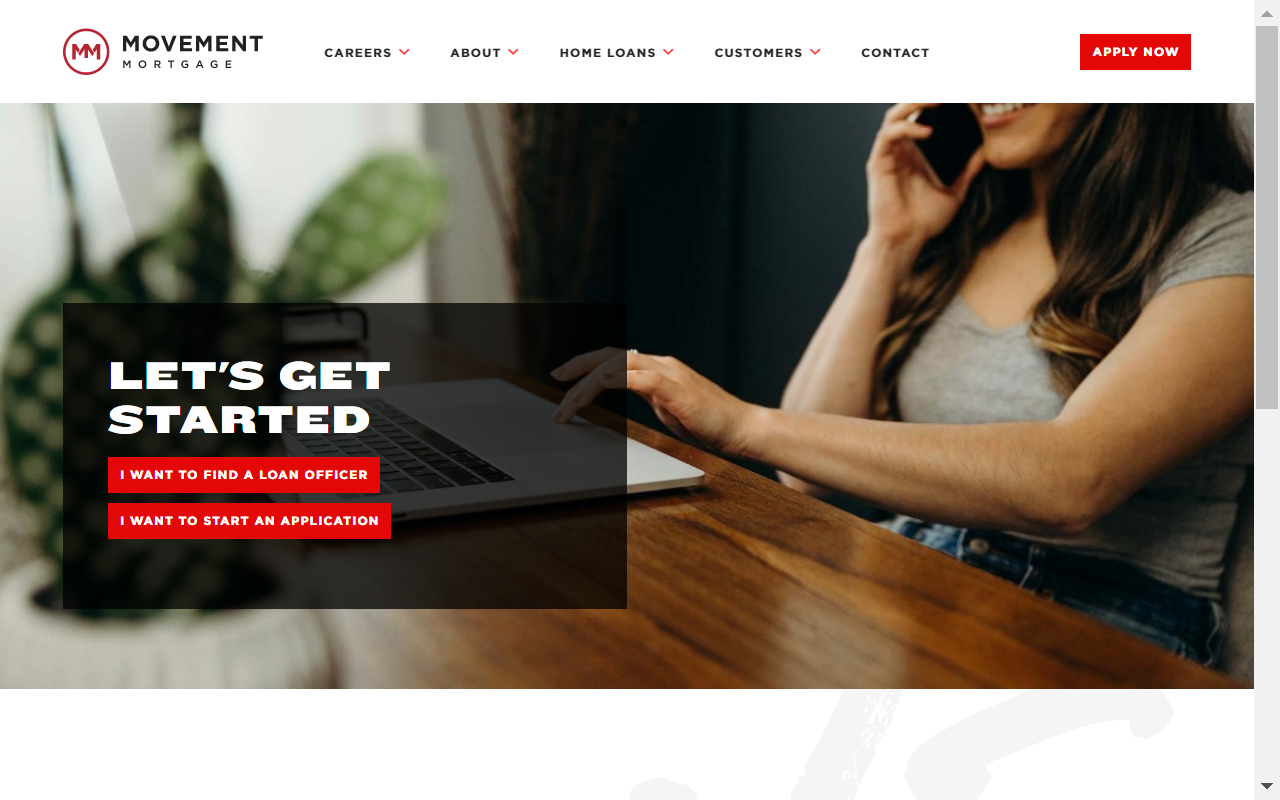 MM MOVEMENT
MORTGAGE
CAREERS ABOUT HOME LOANS CUSTOMERS CONTACT
APPLY NOW
LET'S GET
STARTED
I WANT TO FIND A LOAN OFFICER
I WANT TO START AN APPLICATION